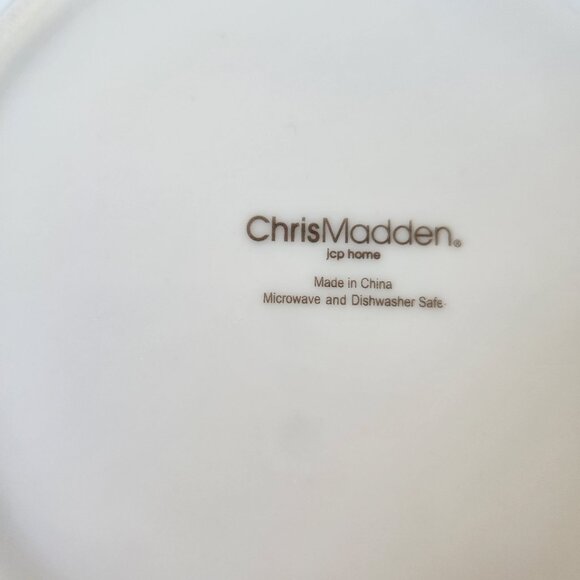 ChrisMadden®
jcp home
Made in China
Microwave and Dishwasher Safe